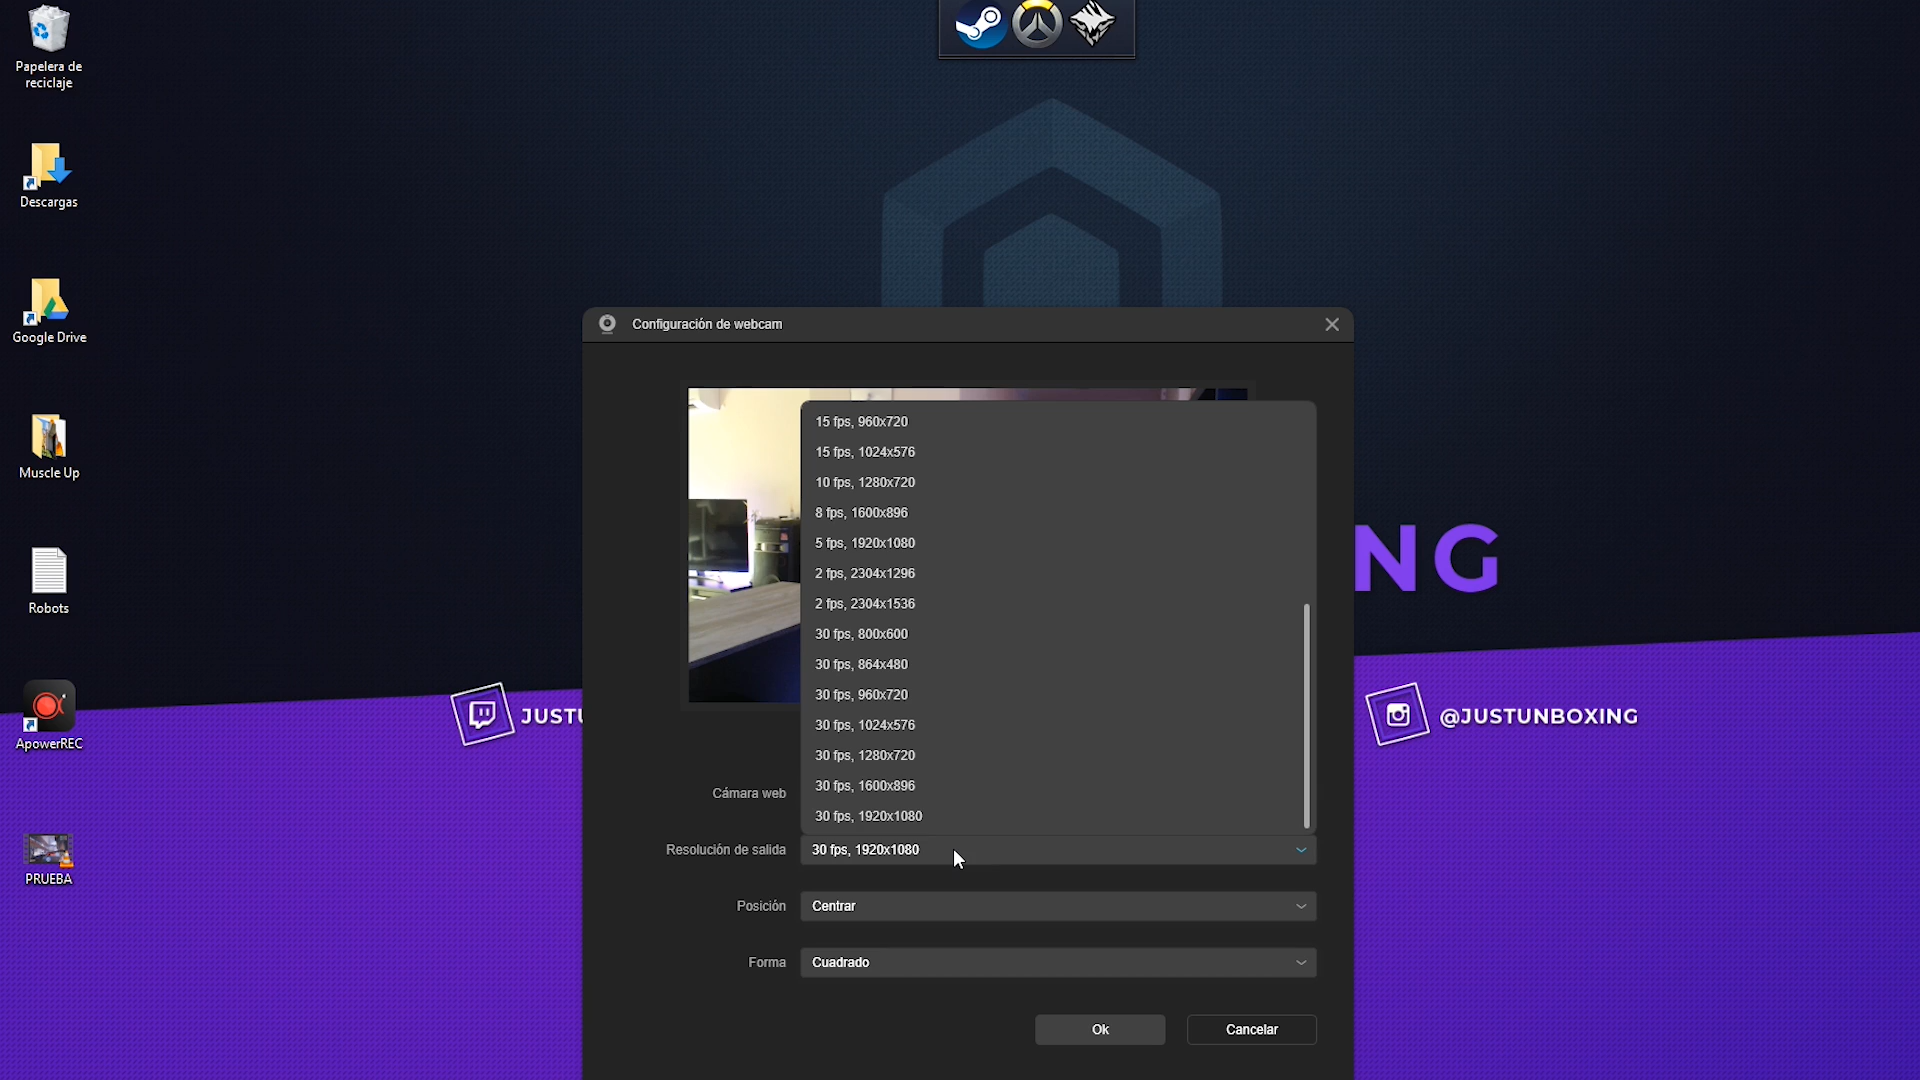 Papelera de
reciclaje
Descargas
Google Drive
Muscle Up
Robots
ApowerREC
PRUEBA
NG
JUSTU
@JUSTUNBOXING
Configuración de webcam
15 fps, 960x720
15 fps, 1024x576
10 fps, 1280x720
8 fps, 1600x896
5 fps, 1920x1080
2 fps, 2304x1296
2 fps, 2304x1536
30 fps, 800x600
30 fps, 864x480
30 fps, 960x720
30 fps, 1024x576
30 fps, 1280x720
30 fps, 1600x896
30 fps, 1920x1080
Cámara web
Resolución de salida 30 fps, 1920x1080
Posición Centrar
Forma Cuadrado
Ok Cancelar